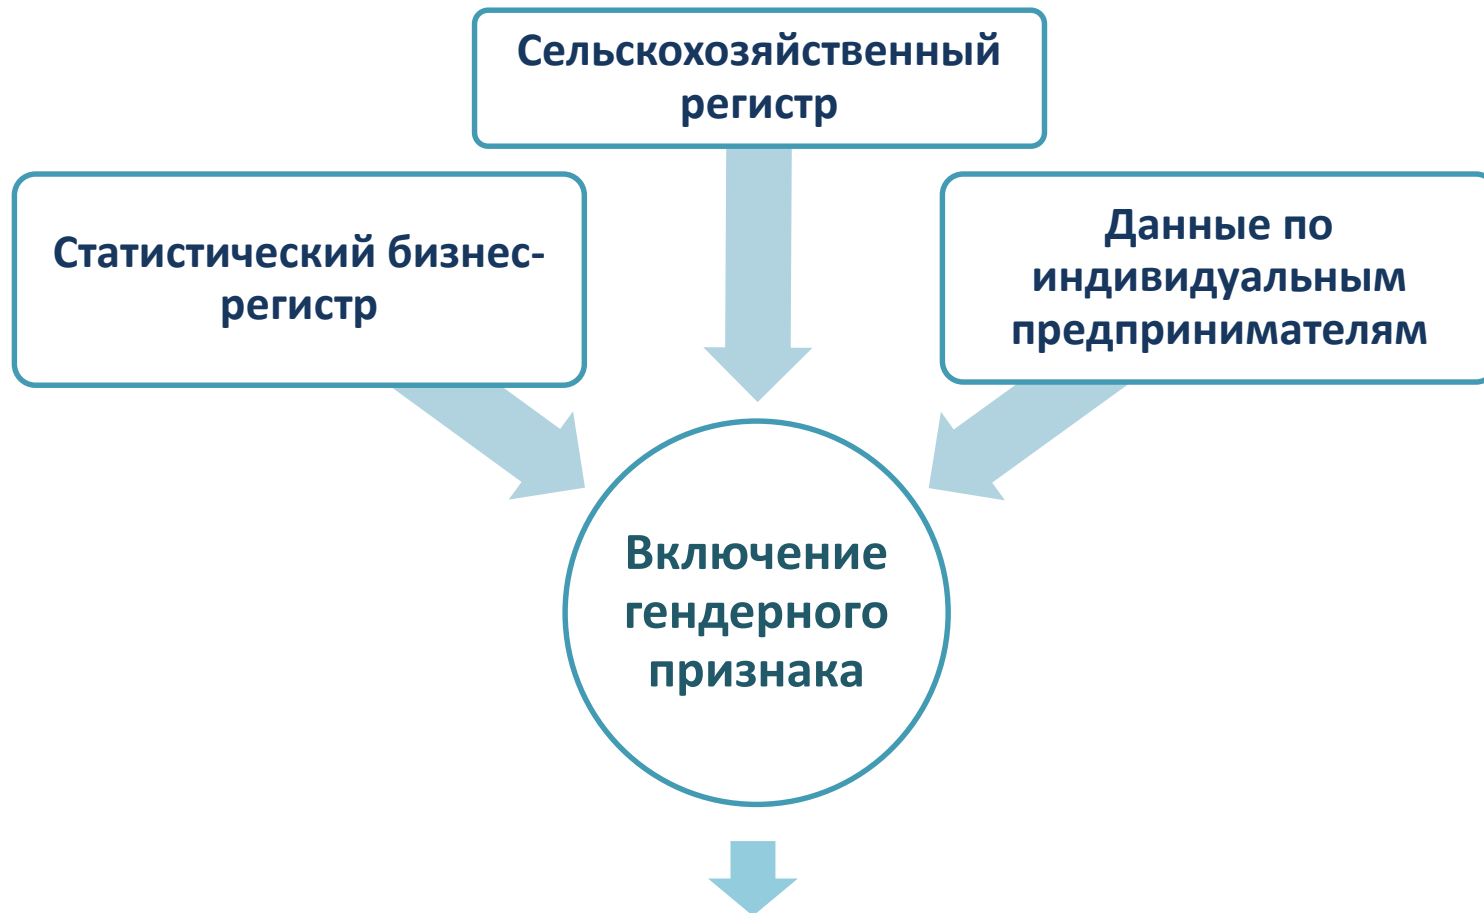 Сельскохозяйственный
регистр
Статистический бизнес-
регистр
Данные по
индивидуальным
предпринимателям
Включение
гендерного
признака